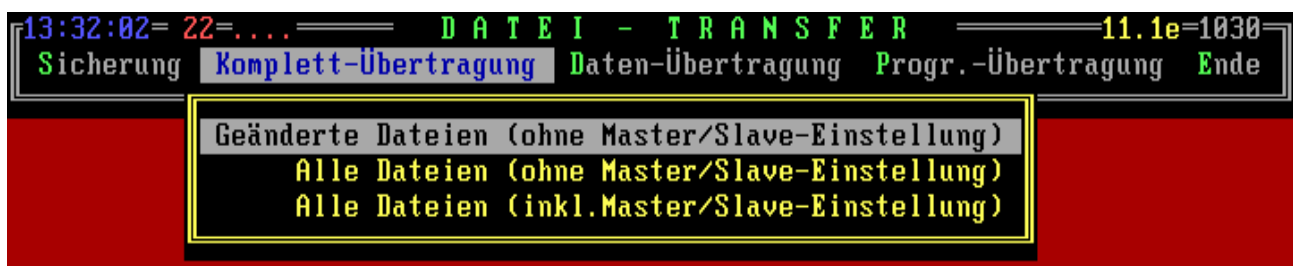 13:32:02= 22=....===== D A T E I - T R A N S F E R ======11.1e=1030=
Sicherung Komplett-Übertragung Daten-Übertragung Progr.-Übertragung Ende
Geänderte Dateien (ohne Master/Slave-Einstellung)
Alle Dateien (ohne Master/Slave-Einstellung)
Alle Dateien (inkl.Master/Slave-Einstellung)